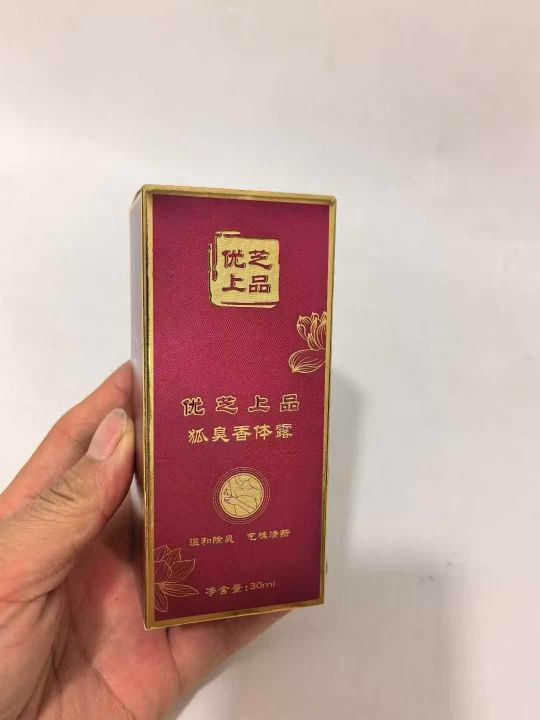 优芝
上品
优芝上品
狐臭香体露
温和除臭 气味清新
净含量:30ml